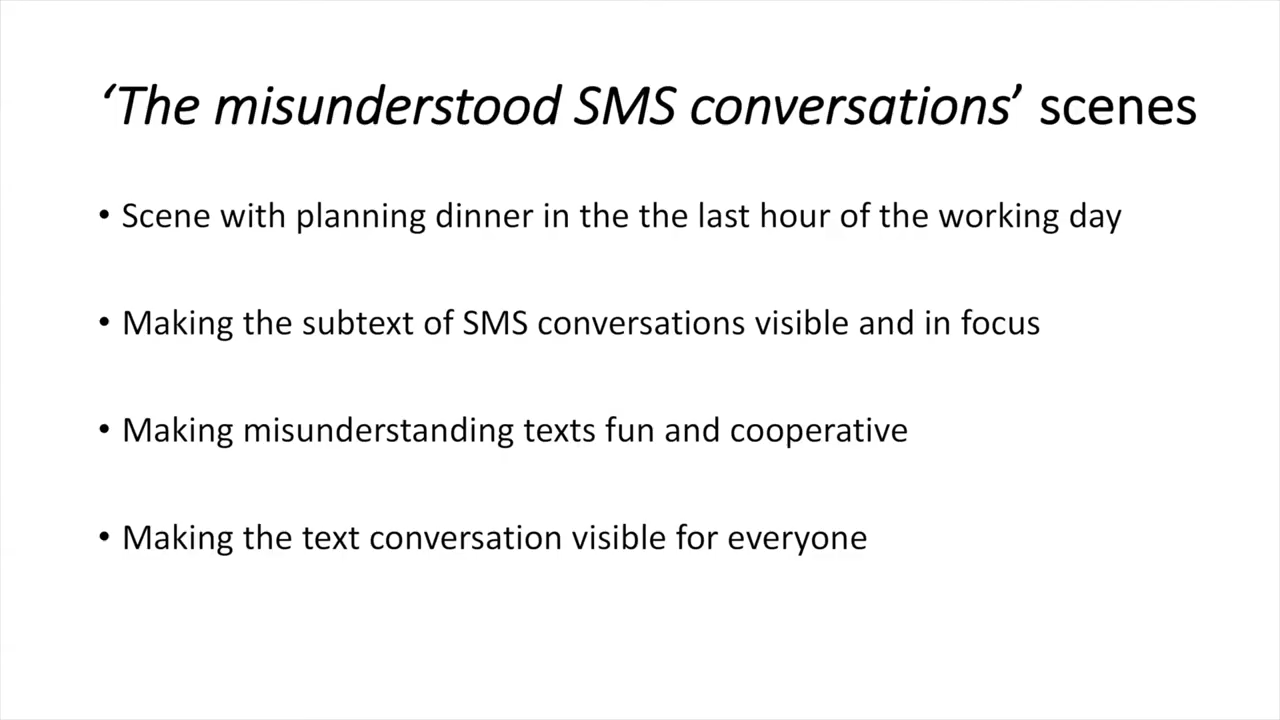 ‘The misunderstood SMS conversations’ scenes
• Scene with planning dinner in the the last hour of the working day
• Making the subtext of SMS conversations visible and in focus
• Making misunderstanding texts fun and cooperative
• Making the text conversation visible for everyone